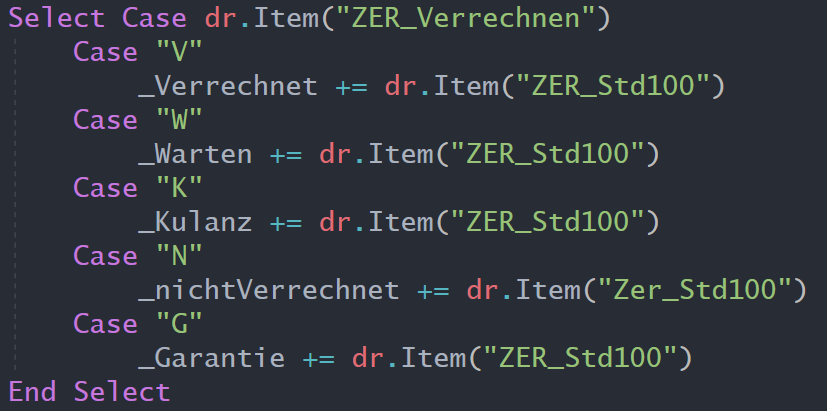 Select Case dr.Item("ZER_Verrechnen")
    Case "V"
        _Verrechnet += dr.Item("ZER_Std100")
    Case "W"
        _Warten += dr.Item("ZER_Std100")
    Case "K"
        _Kulanz += dr.Item("ZER_Std100")
    Case "N"
        _nichtVerrechnet += dr.Item("Zer_Std100")
    Case "G"
        _Garantie += dr.Item("ZER_Std100")
End Select